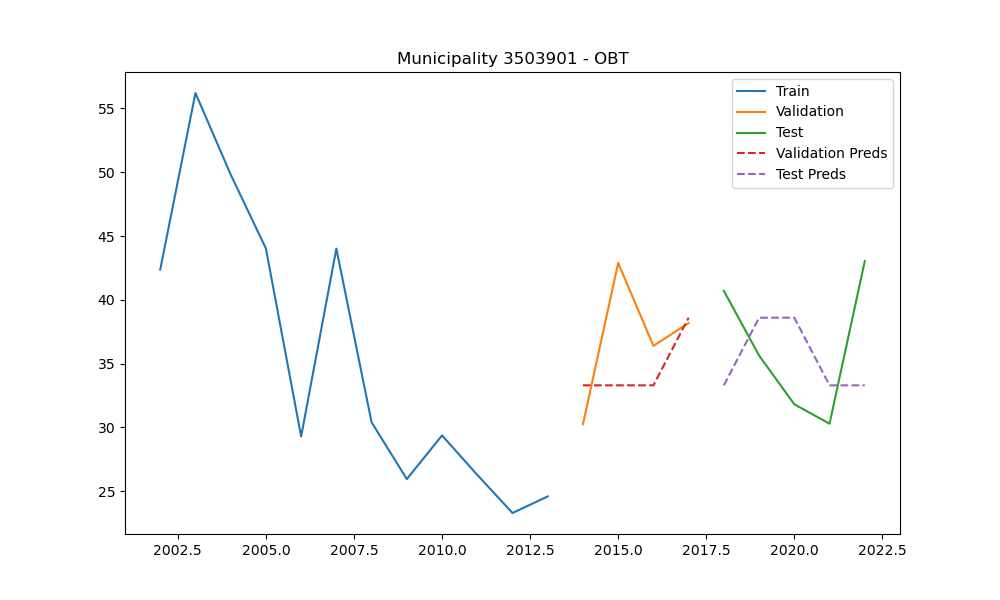 Municipality 3503901 - OBT
Train
Validation
Test
Validation Preds
Test Preds
55
50
45
40
35
30
25
2002.5 2005.0 2007.5 2010.0 2012.5 2015.0 2017.5 2020.0 2022.5